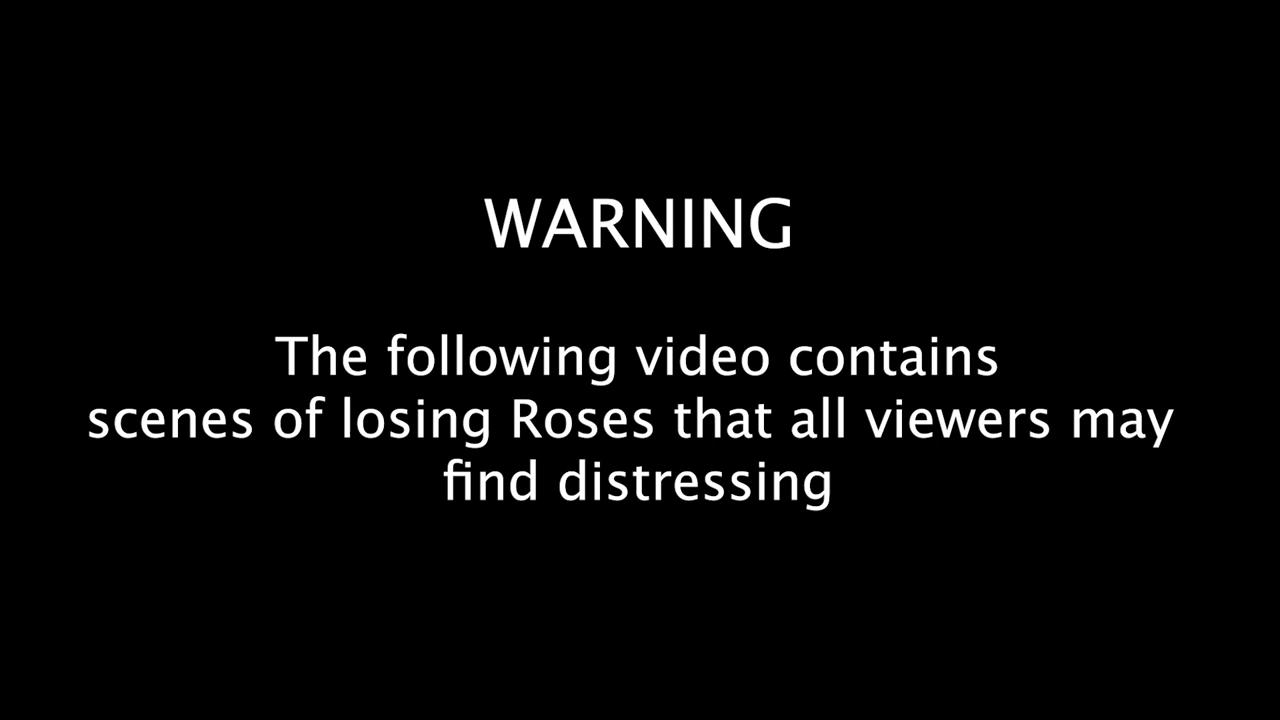 WARNING
The following video contains
scenes of losing Roses that all viewers may
find distressing